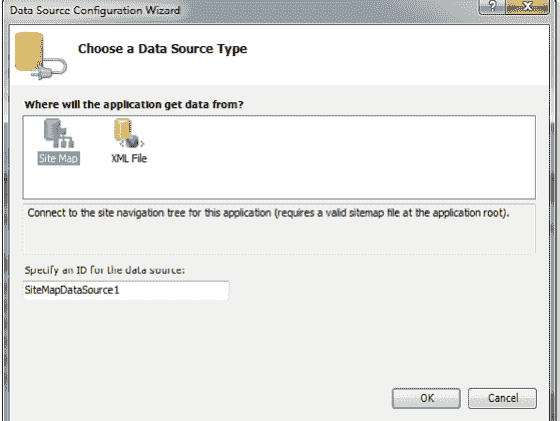 Data Source Configuration Wizard
Choose a Data Source Type
Where will the application get data from?
Site Map
XML File
Connect to the site navigation tree for this application (requires a valid sitemap file at the application root).
Specify an ID for the data source:
SiteMapDataSource1
OK
Cancel